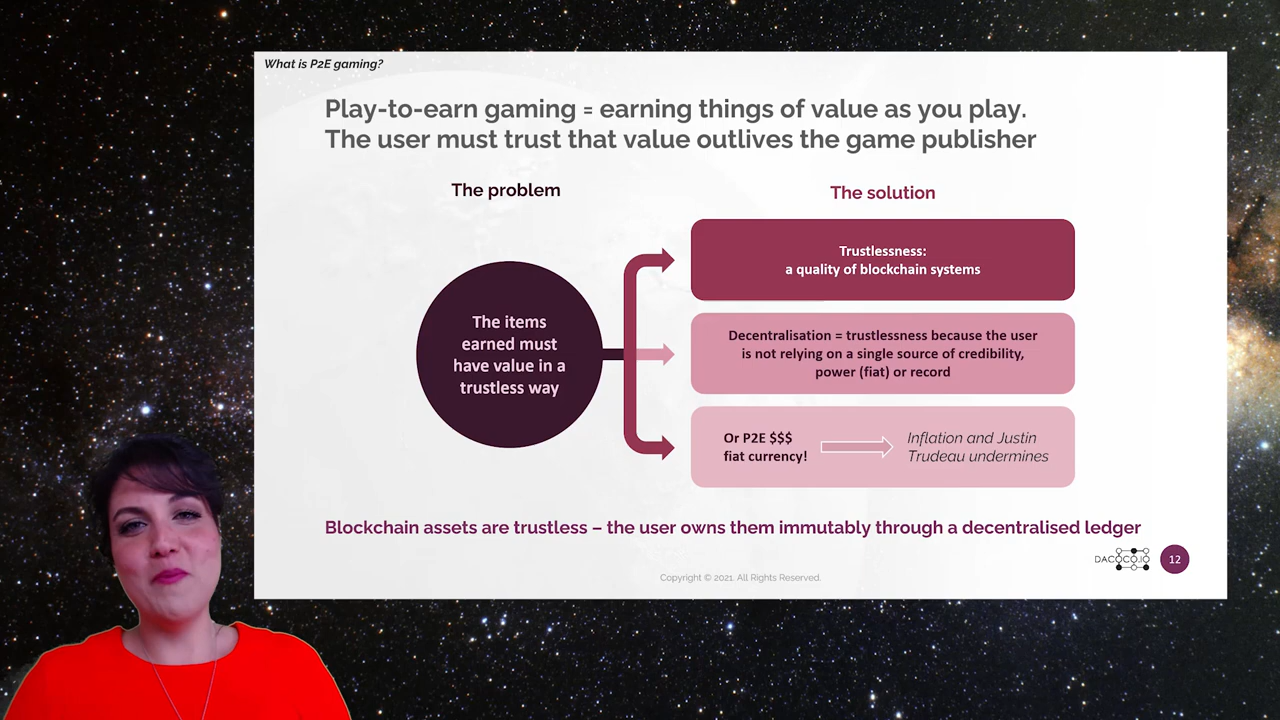 What is P2E gaming?
Play-to-earn gaming = earning things of value as you play.
The user must trust that value outlives the game publisher
The problem
The solution
The items
earned must
have value in a
trustless way
Trustlessness:
a quality of blockchain systems
Decentralisation = trustlessness because the user
is not relying on a single source of credibility,
power (fiat) or record
Or P2E $$$
fiat currency!
Inflation and Justin
Trudeau undermines
Blockchain assets are trustless – the user owns them immutably through a decentralised ledger
DACOCO.IO
12
Copyright © 2021. All Rights Reserved.